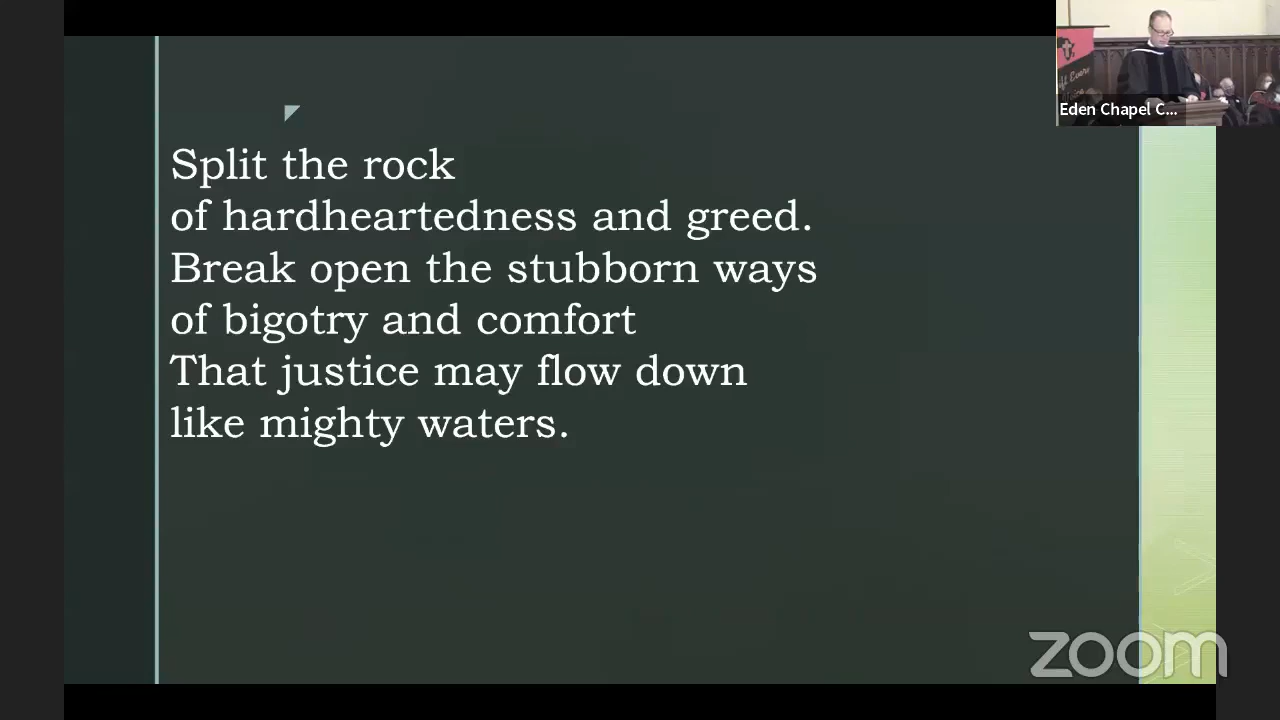 Split the rock
of hardheartedness and greed.
Break open the stubborn ways
of bigotry and comfort
That justice may flow down
like mighty waters.
Eden Chapel C...
zoom